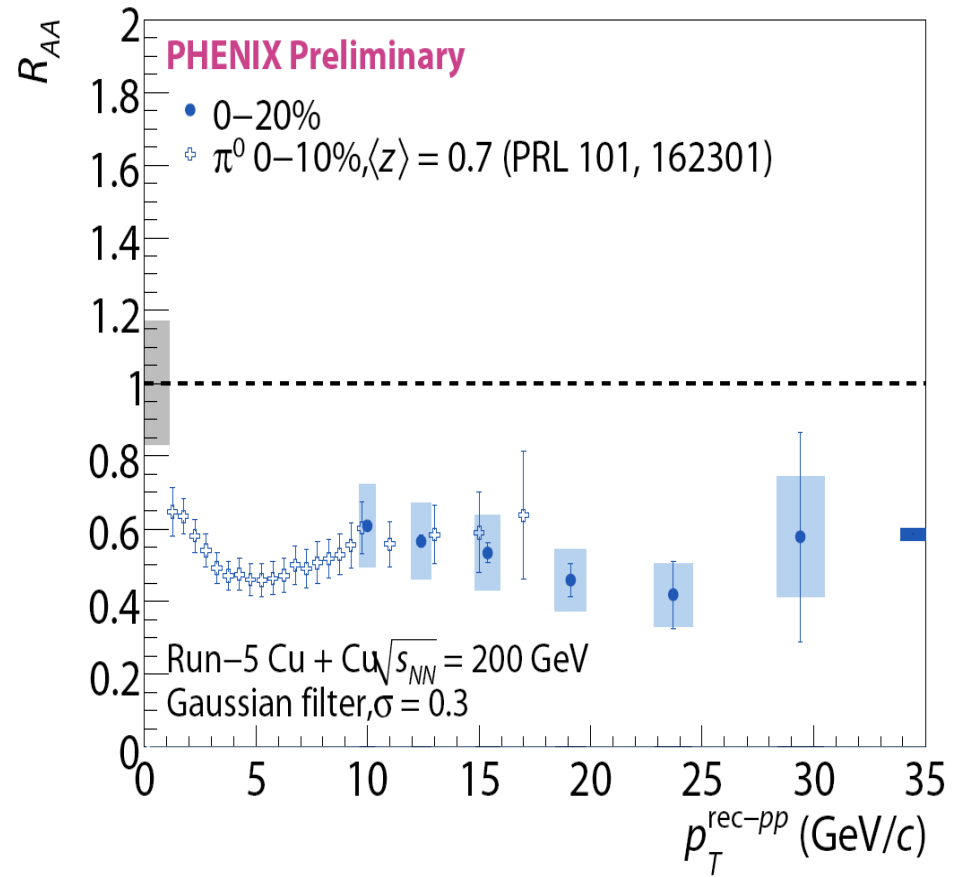 R_AA
PHENIX Preliminary
0–20%
π⁰ 0–10%,⟨z⟩ = 0.7 (PRL 101, 162301)
2
1.8
1.6
1.4
1.2
1
0.8
0.6
0.4
0.2
0
Run–5 Cu + Cu√s_NN = 200 GeV
Gaussian filter,σ = 0.3
0 5 10 15 20 25 30 35
p_T^rec–pp (GeV/c)